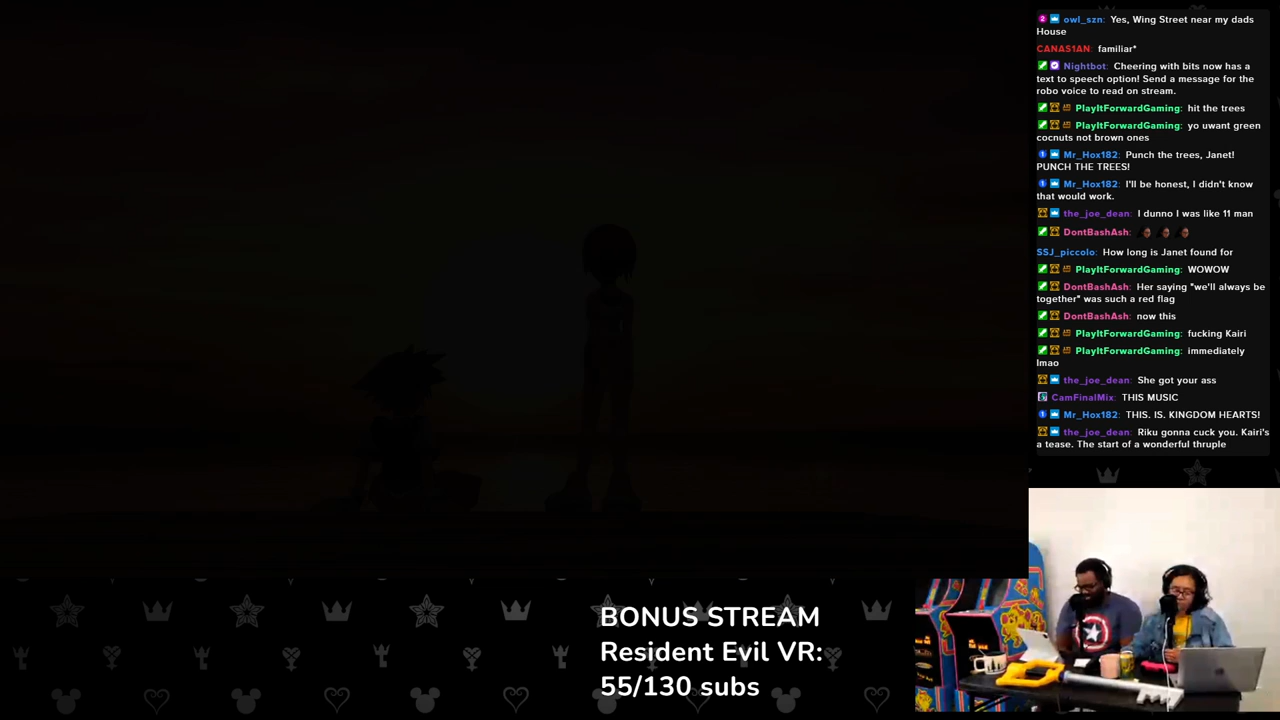 owl_szn: Yes, Wing Street near my dads
House
CANAS1AN: familiar*
Nightbot: Cheering with bits now has a
text to speech option! Send a message for the
robo voice to read on stream.
PlayItForwardGaming: hit the trees
PlayItForwardGaming: yo uwant green
cocnuts not brown ones
Mr_Hox182: Punch the trees, Janet!
PUNCH THE TREES!
Mr_Hox182: I'll be honest, I didn't know
that would work.
the_joe_dean: I dunno I was like 11 man
DontBashAsh:
SSJ_piccolo: How long is Janet found for
PlayItForwardGaming: WOWOW
DontBashAsh: Her saying "we'll always be
together" was such a red flag
DontBashAsh: now this
PlayItForwardGaming: fucking Kairi
PlayItForwardGaming: immediately
lmao
the_joe_dean: She got your ass
CamFinalMix: THIS MUSIC
Mr_Hox182: THIS. IS. KINGDOM HEARTS!
the_joe_dean: Riku gonna cuck you. Kairi's
a tease. The start of a wonderful thruple
BONUS STREAM
Resident Evil VR:
55/130 subs